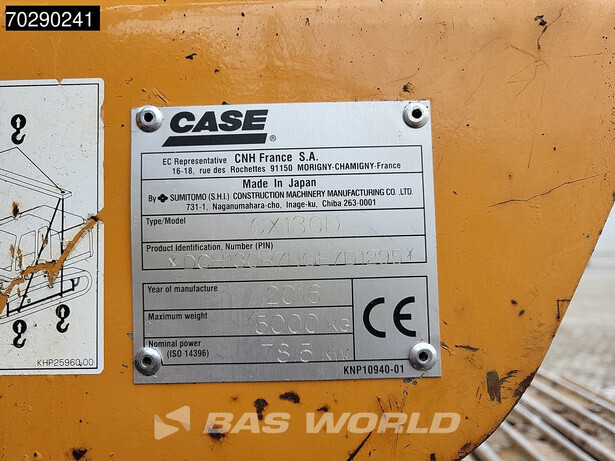 70290241
CASE
EC Representative CNH France S.A.
16-18, rue des Rochettes 91150 MORIGNY-CHAMIGNY-France
Made In Japan
By SUMITOMO (S.H.I.) CONSTRUCTION MACHINERY MANUFACTURING CO.,LTD.
731-1, Naganumahara-cho, Inage-ku, Chiba 263-0001
Type/Model CX130D
Product Identification, Number (PIN)
Year of manufacture 2016
Maximum weight 5000 KG
Nominal power 78.5 KW
(ISO 14396)
CE
KNP10940-01
KHP25960.00
BAS WORLD